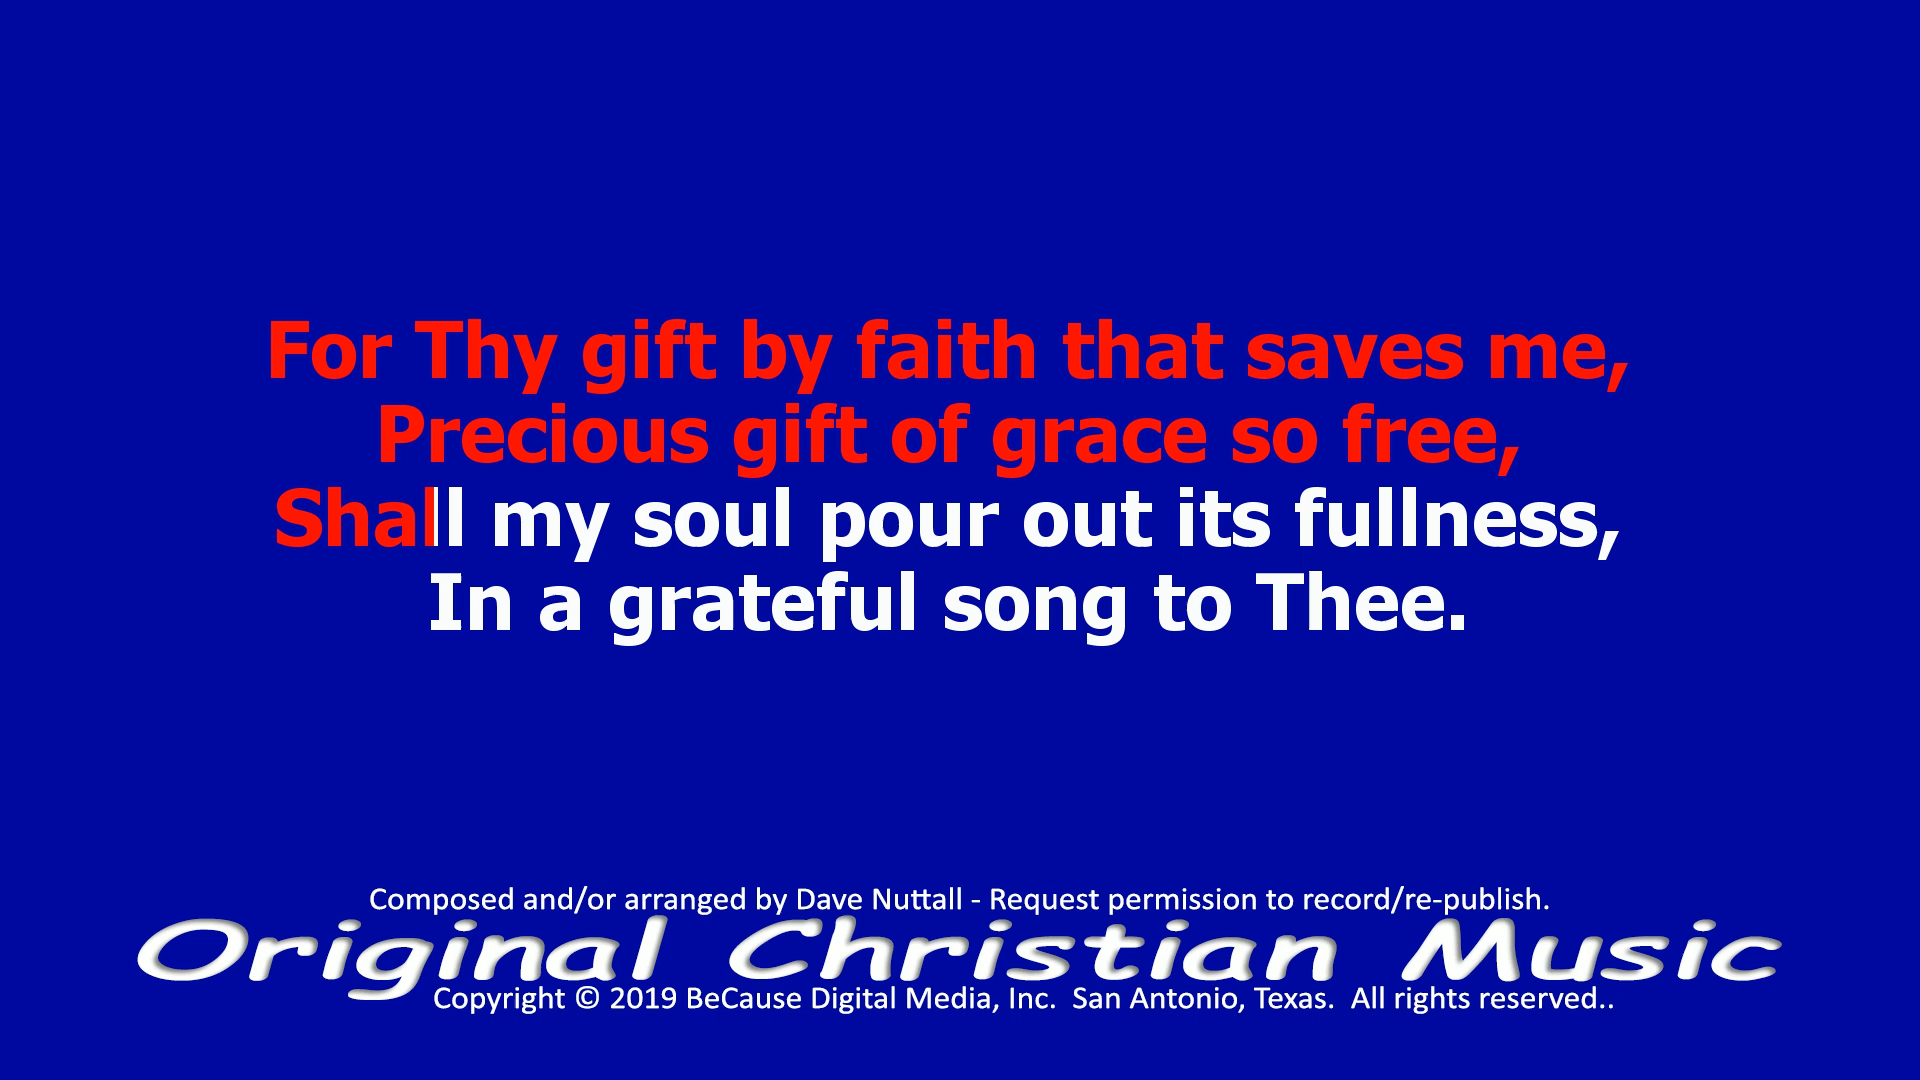 For Thy gift by faith that saves me,
Precious gift of grace so free,
Shall my soul pour out its fullness,
In a grateful song to Thee.
Composed and/or arranged by Dave Nuttall - Request permission to record/re-publish.
Original Christian Music
Copyright © 2019 BeCause Digital Media, Inc.  San Antonio, Texas.  All rights reserved..